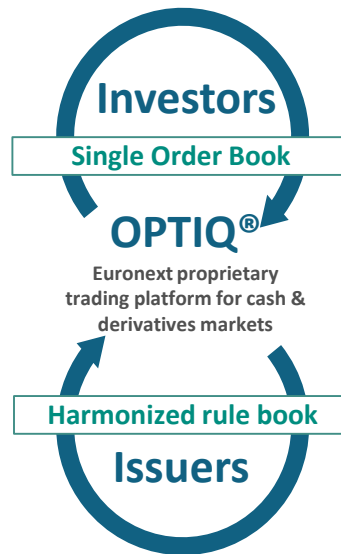 Investors
Single Order Book
OPTIQ®
Euronext proprietary
trading platform for cash &
derivatives markets
Harmonized rule book
Issuers